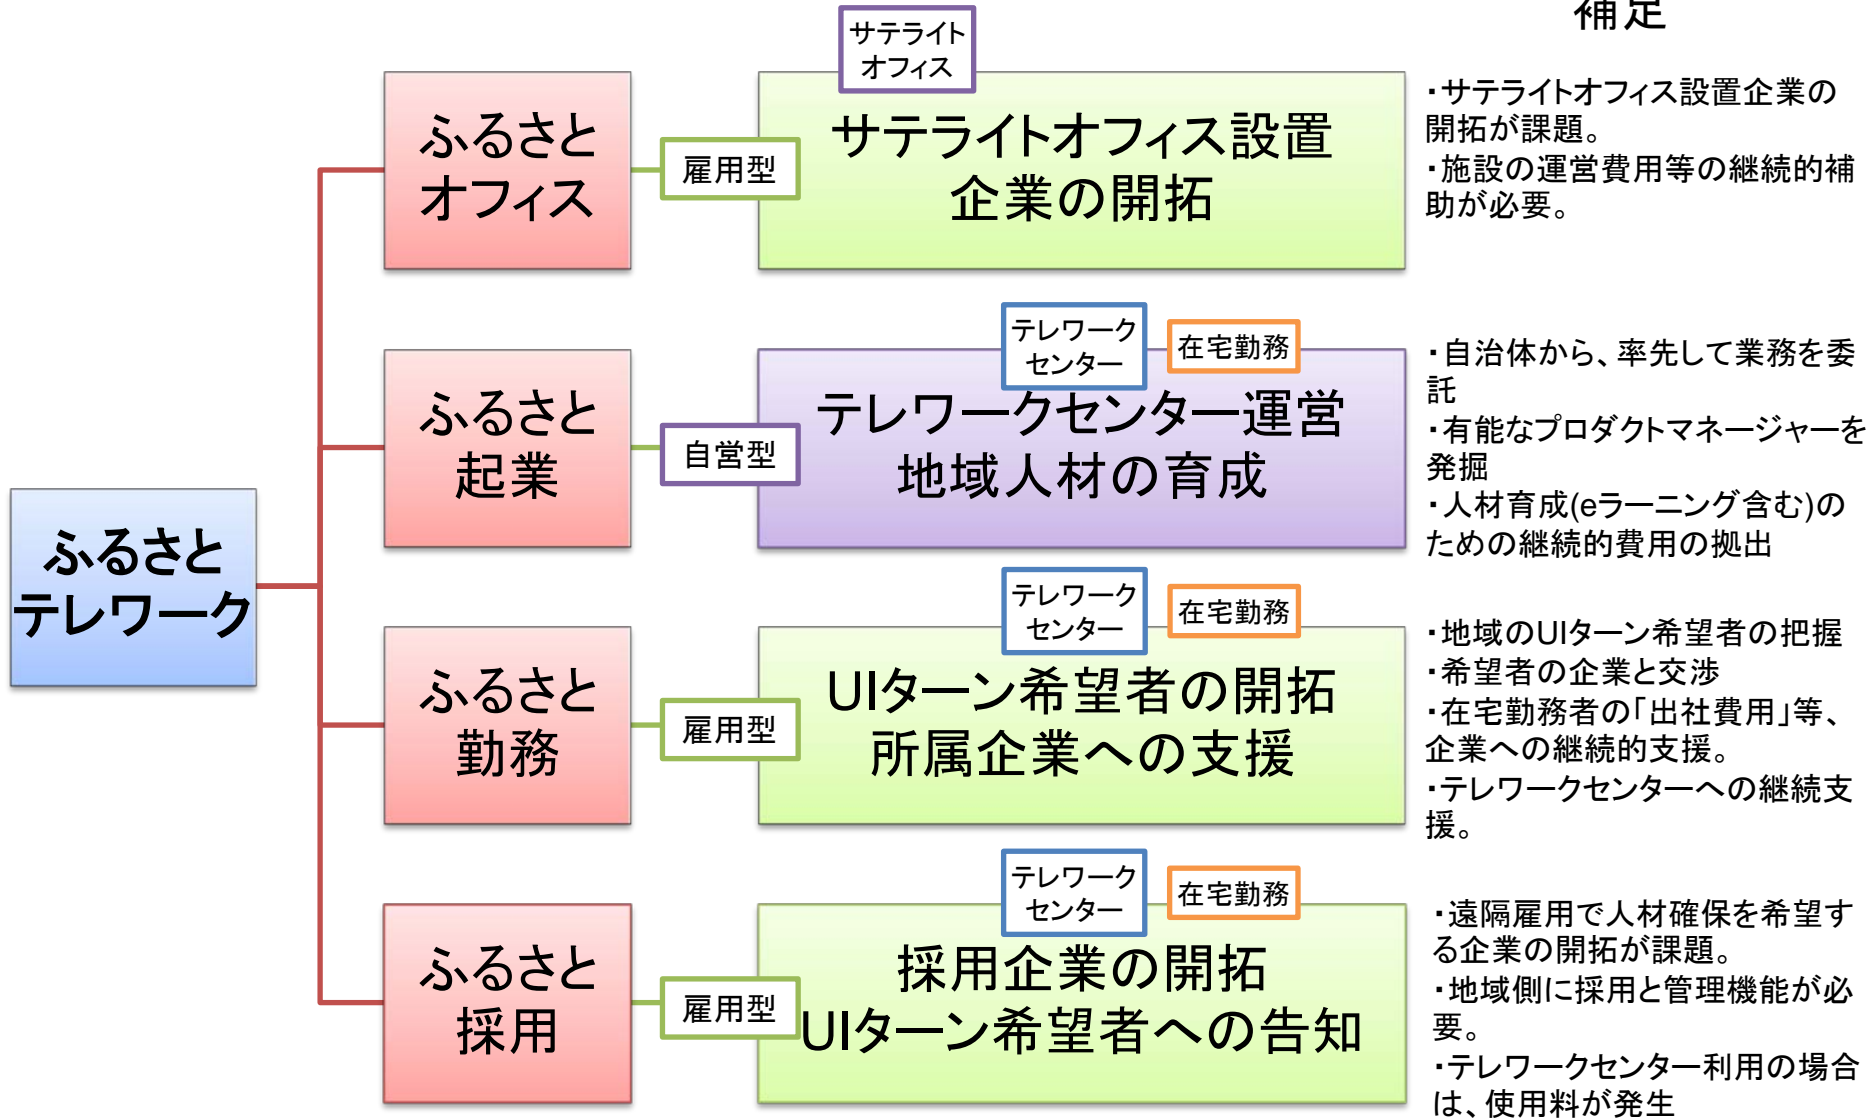 補足
サテライト
オフィス
ふるさと
オフィス
雇用型
サテライトオフィス設置
企業の開拓
・サテライトオフィス設置企業の
開拓が課題。
・施設の運営費用等の継続的補
助が必要。
テレワーク
センター
在宅勤務
ふるさと
起業
自営型
テレワークセンター運営
地域人材の育成
・自治体から、率先して業務を委
託
・有能なプロダクトマネージャーを
発掘
・人材育成(eラーニング含む)の
ための継続的費用の拠出
ふるさと
テレワーク
テレワーク
センター
在宅勤務
ふるさと
勤務
雇用型
UIターン希望者の開拓
所属企業への支援
・地域のUIターン希望者の把握
・希望者の企業と交渉
・在宅勤務者の「出社費用」等、
企業への継続的支援。
・テレワークセンターへの継続支
援。
テレワーク
センター
在宅勤務
ふるさと
採用
雇用型
採用企業の開拓
UIターン希望者への告知
・遠隔雇用で人材確保を希望す
る企業の開拓が課題。
・地域側に採用と管理機能が必
要。
・テレワークセンター利用の場合
は、使用料が発生